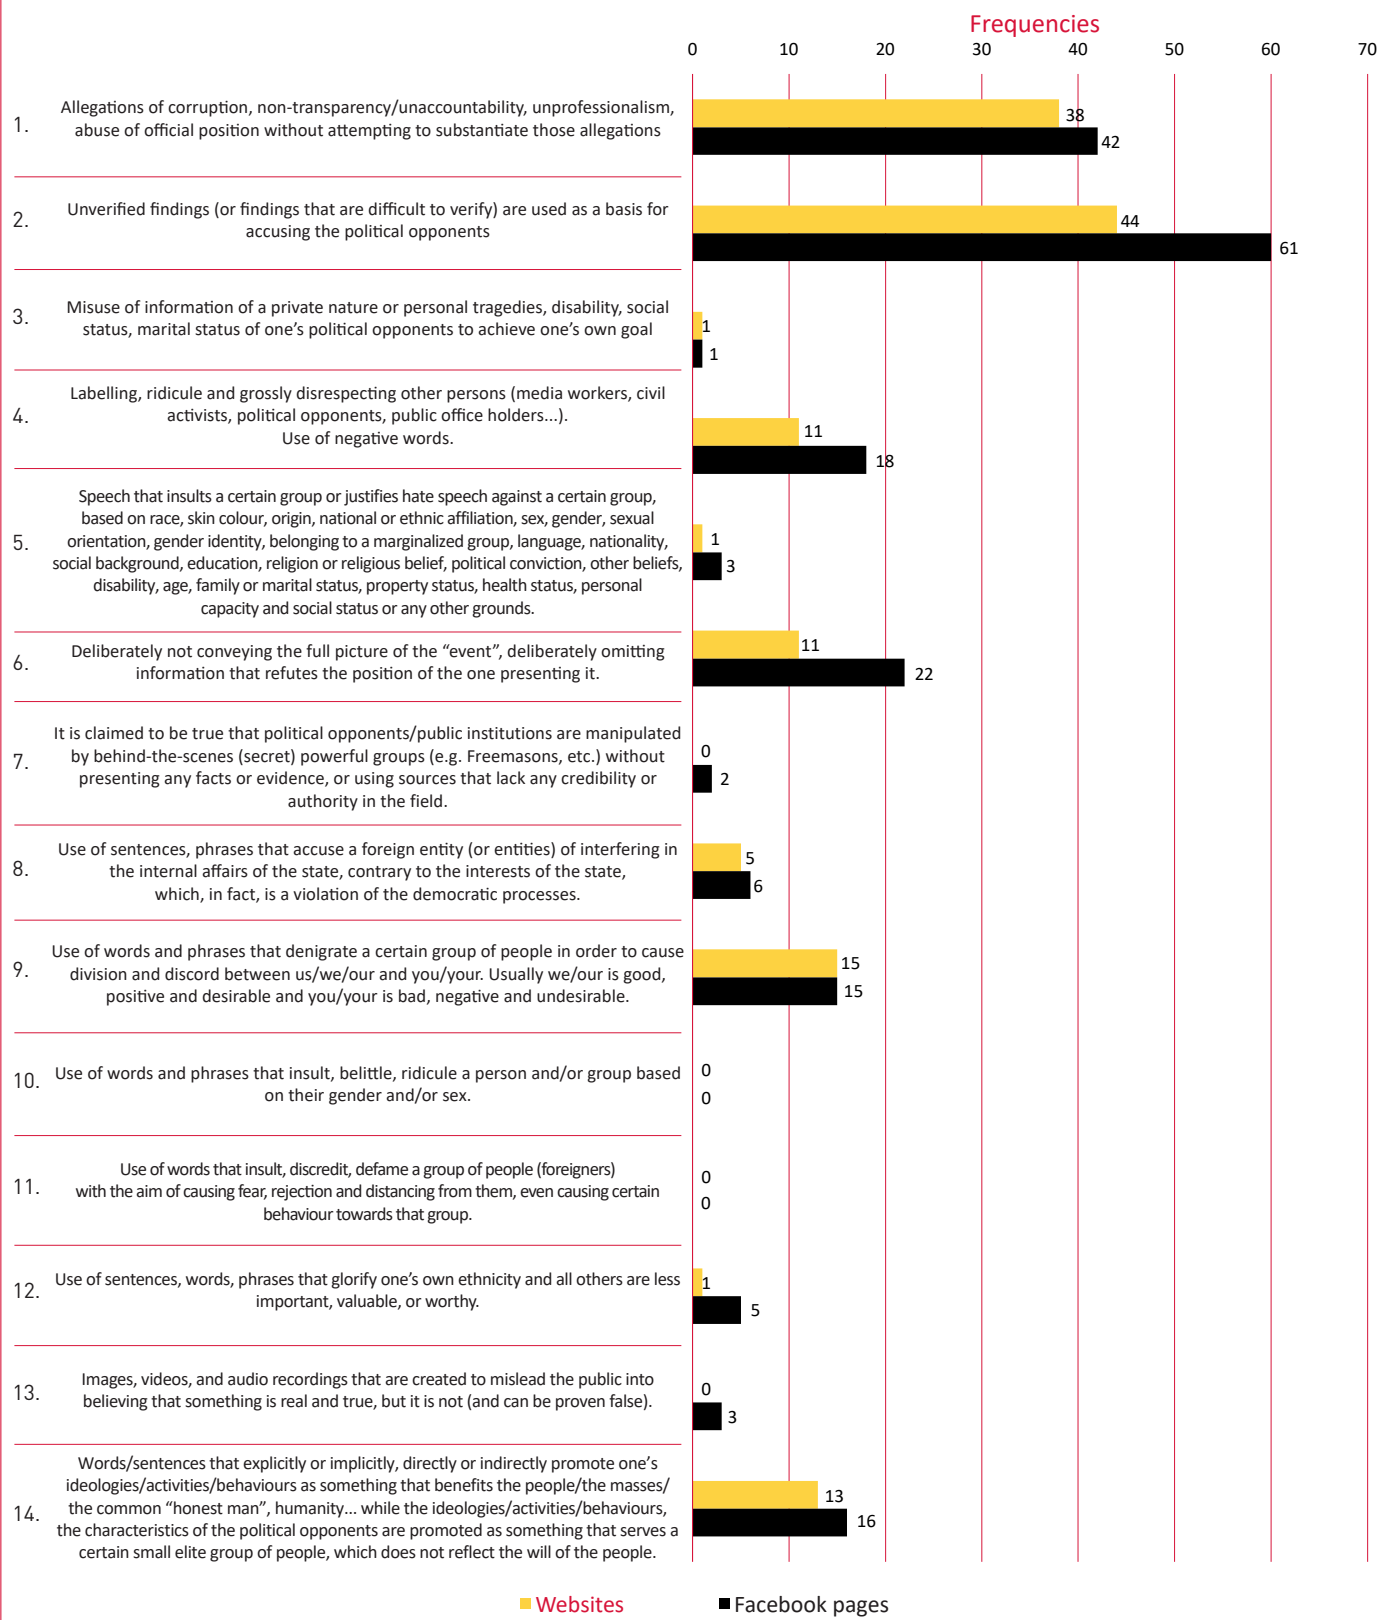 Frequencies
0 10 20 30 40 50 60 70
1.
Allegations of corruption, non-transparency/unaccountability, unprofessionalism,
abuse of official position without attempting to substantiate those allegations
38
42
2.
Unverified findings (or findings that are difficult to verify) are used as a basis for
accusing the political opponents
44
61
3.
Misuse of information of a private nature or personal tragedies, disability, social
status, marital status of one’s political opponents to achieve one’s own goal
1
1
4.
Labelling, ridicule and grossly disrespecting other persons (media workers, civil
activists, political opponents, public office holders...).
Use of negative words.
11
18
5.
Speech that insults a certain group or justifies hate speech against a certain group,
based on race, skin colour, origin, national or ethnic affiliation, sex, gender, sexual
orientation, gender identity, belonging to a marginalized group, language, nationality,
social background, education, religion or religious belief, political conviction, other beliefs,
disability, age, family or marital status, property status, health status, personal
capacity and social status or any other grounds.
1
3
6.
Deliberately not conveying the full picture of the “event”, deliberately omitting
information that refutes the position of the one presenting it.
11
22
7.
It is claimed to be true that political opponents/public institutions are manipulated
by behind-the-scenes (secret) powerful groups (e.g. Freemasons, etc.) without
presenting any facts or evidence, or using sources that lack any credibility or
authority in the field.
0
2
8.
Use of sentences, phrases that accuse a foreign entity (or entities) of interfering in
the internal affairs of the state, contrary to the interests of the state,
which, in fact, is a violation of the democratic processes.
5
6
9.
Use of words and phrases that denigrate a certain group of people in order to cause
division and discord between us/we/our and you/your. Usually we/our is good,
positive and desirable and you/your is bad, negative and undesirable.
15
15
10.
Use of words and phrases that insult, belittle, ridicule a person and/or group based
on their gender and/or sex.
0
0
11.
Use of words that insult, discredit, defame a group of people (foreigners)
with the aim of causing fear, rejection and distancing from them, even causing certain
behaviour towards that group.
0
0
12.
Use of sentences, words, phrases that glorify one’s own ethnicity and all others are less
important, valuable, or worthy.
1
5
13.
Images, videos, and audio recordings that are created to mislead the public into
believing that something is real and true, but it is not (and can be proven false).
0
3
14.
Words/sentences that explicitly or implicitly, directly or indirectly promote one’s
ideologies/activities/behaviours as something that benefits the people/the masses/
the common “honest man”, humanity... while the ideologies/activities/behaviours,
the characteristics of the political opponents are promoted as something that serves a
certain small elite group of people, which does not reflect the will of the people.
13
16
Websites
Facebook pages